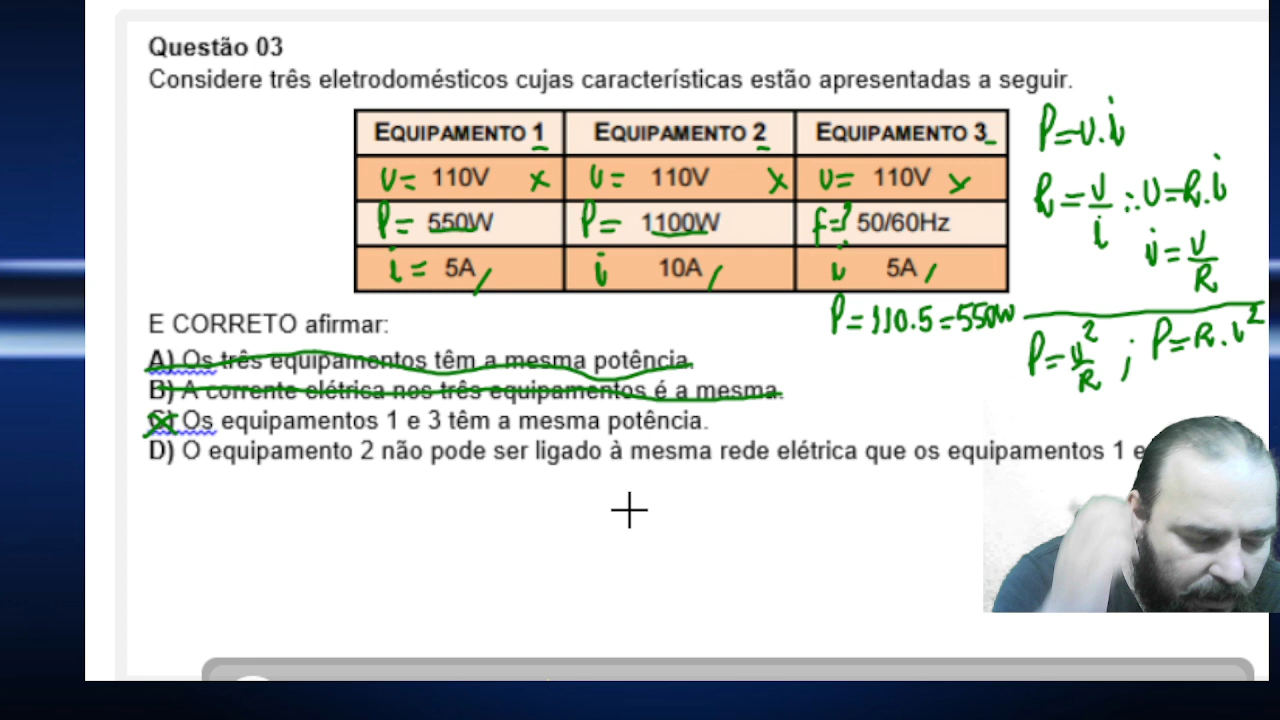 Questão 03
Considere três eletrodomésticos cujas características estão apresentadas a seguir.
EQUIPAMENTO 1 EQUIPAMENTO 2 EQUIPAMENTO 3
U = 110V x U = 110V x U = 110V x
P = 550W P = 1100W f = ? 50/60Hz
i = 5A / i 10A / i 5A /
P = U.i
R = U/i ∴ U = R.i
i = U/R
P = 110.5 = 550W
P = U²/R ; P = R.i²
E CORRETO afirmar:
A) Os três equipamentos têm a mesma potência.
B) A corrente elétrica nos três equipamentos é a mesma.
C) Os equipamentos 1 e 3 têm a mesma potência.
D) O equipamento 2 não pode ser ligado à mesma rede elétrica que os equipamentos 1 e